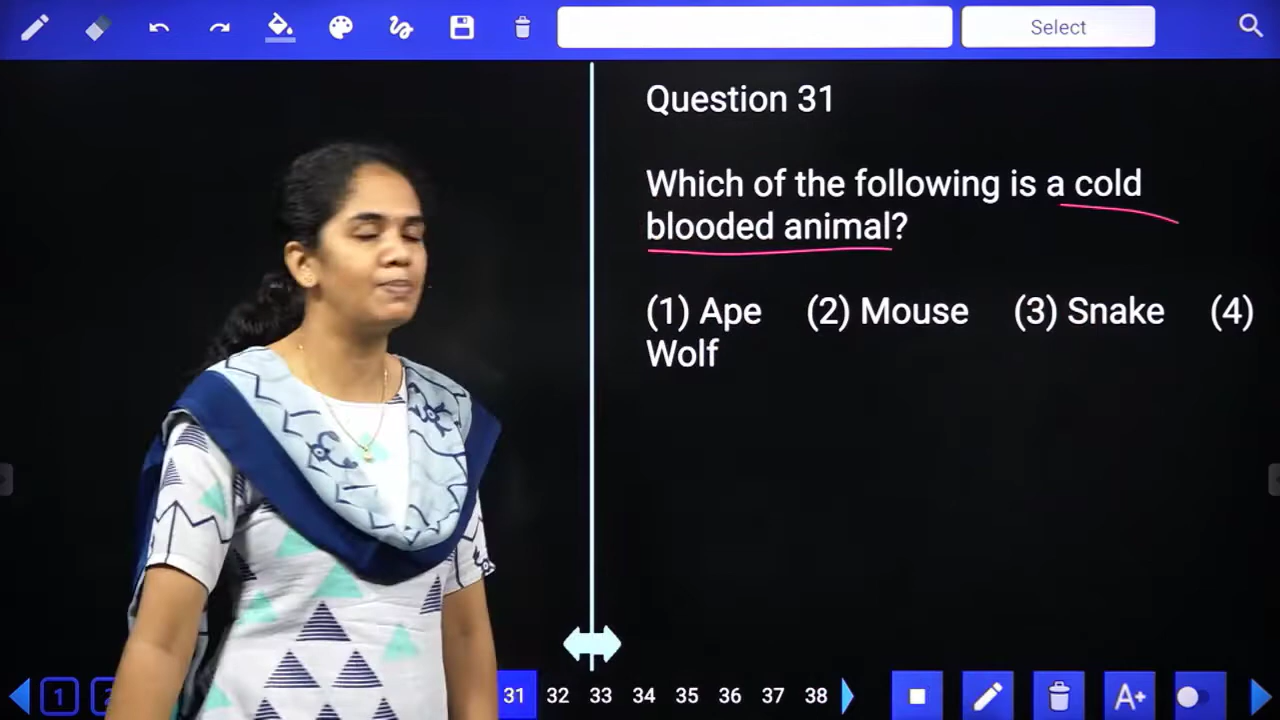 Select
Question 31
Which of the following is a cold
blooded animal?
(1) Ape (2) Mouse (3) Snake (4)
Wolf
1 2 31 32 33 34 35 36 37 38 A+